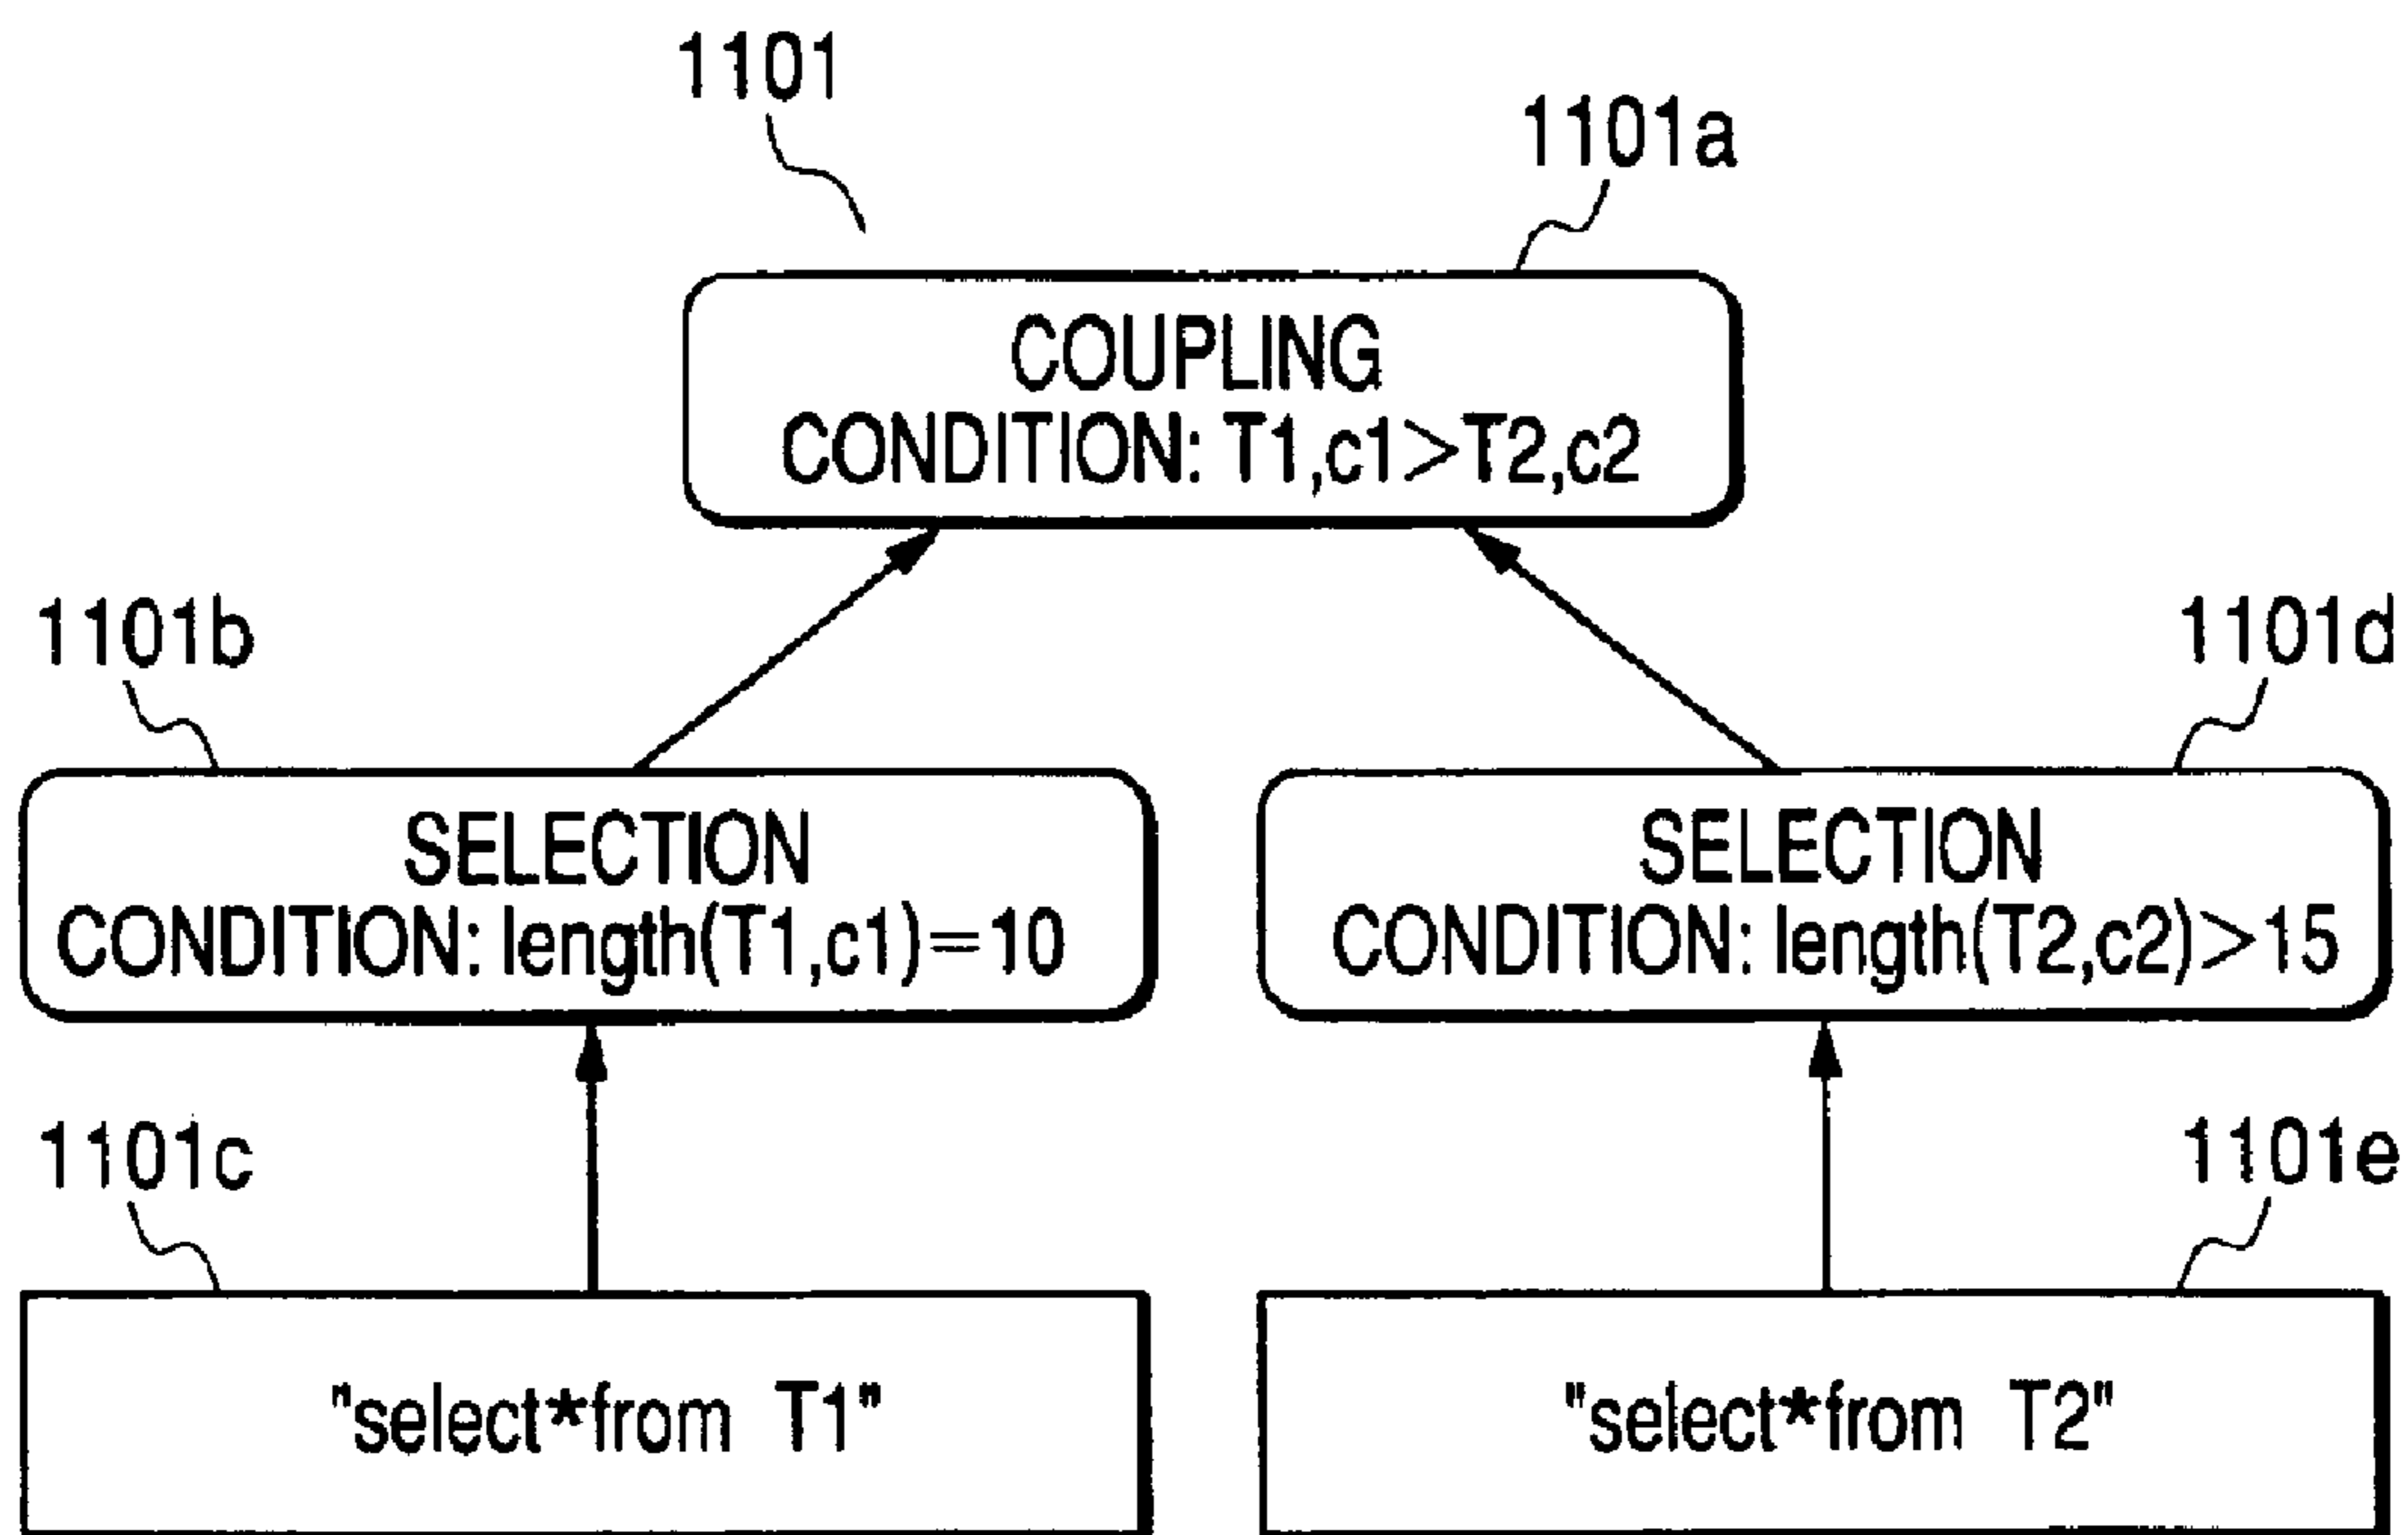 1101
1101a
COUPLING
CONDITION: T1,c1>T2,c2
1101b
1101d
SELECTION
CONDITION: length(T1,c1)=10
SELECTION
CONDITION: length(T2,c2)>15
1101c
1101e
"select*from T1"
"select*from T2"